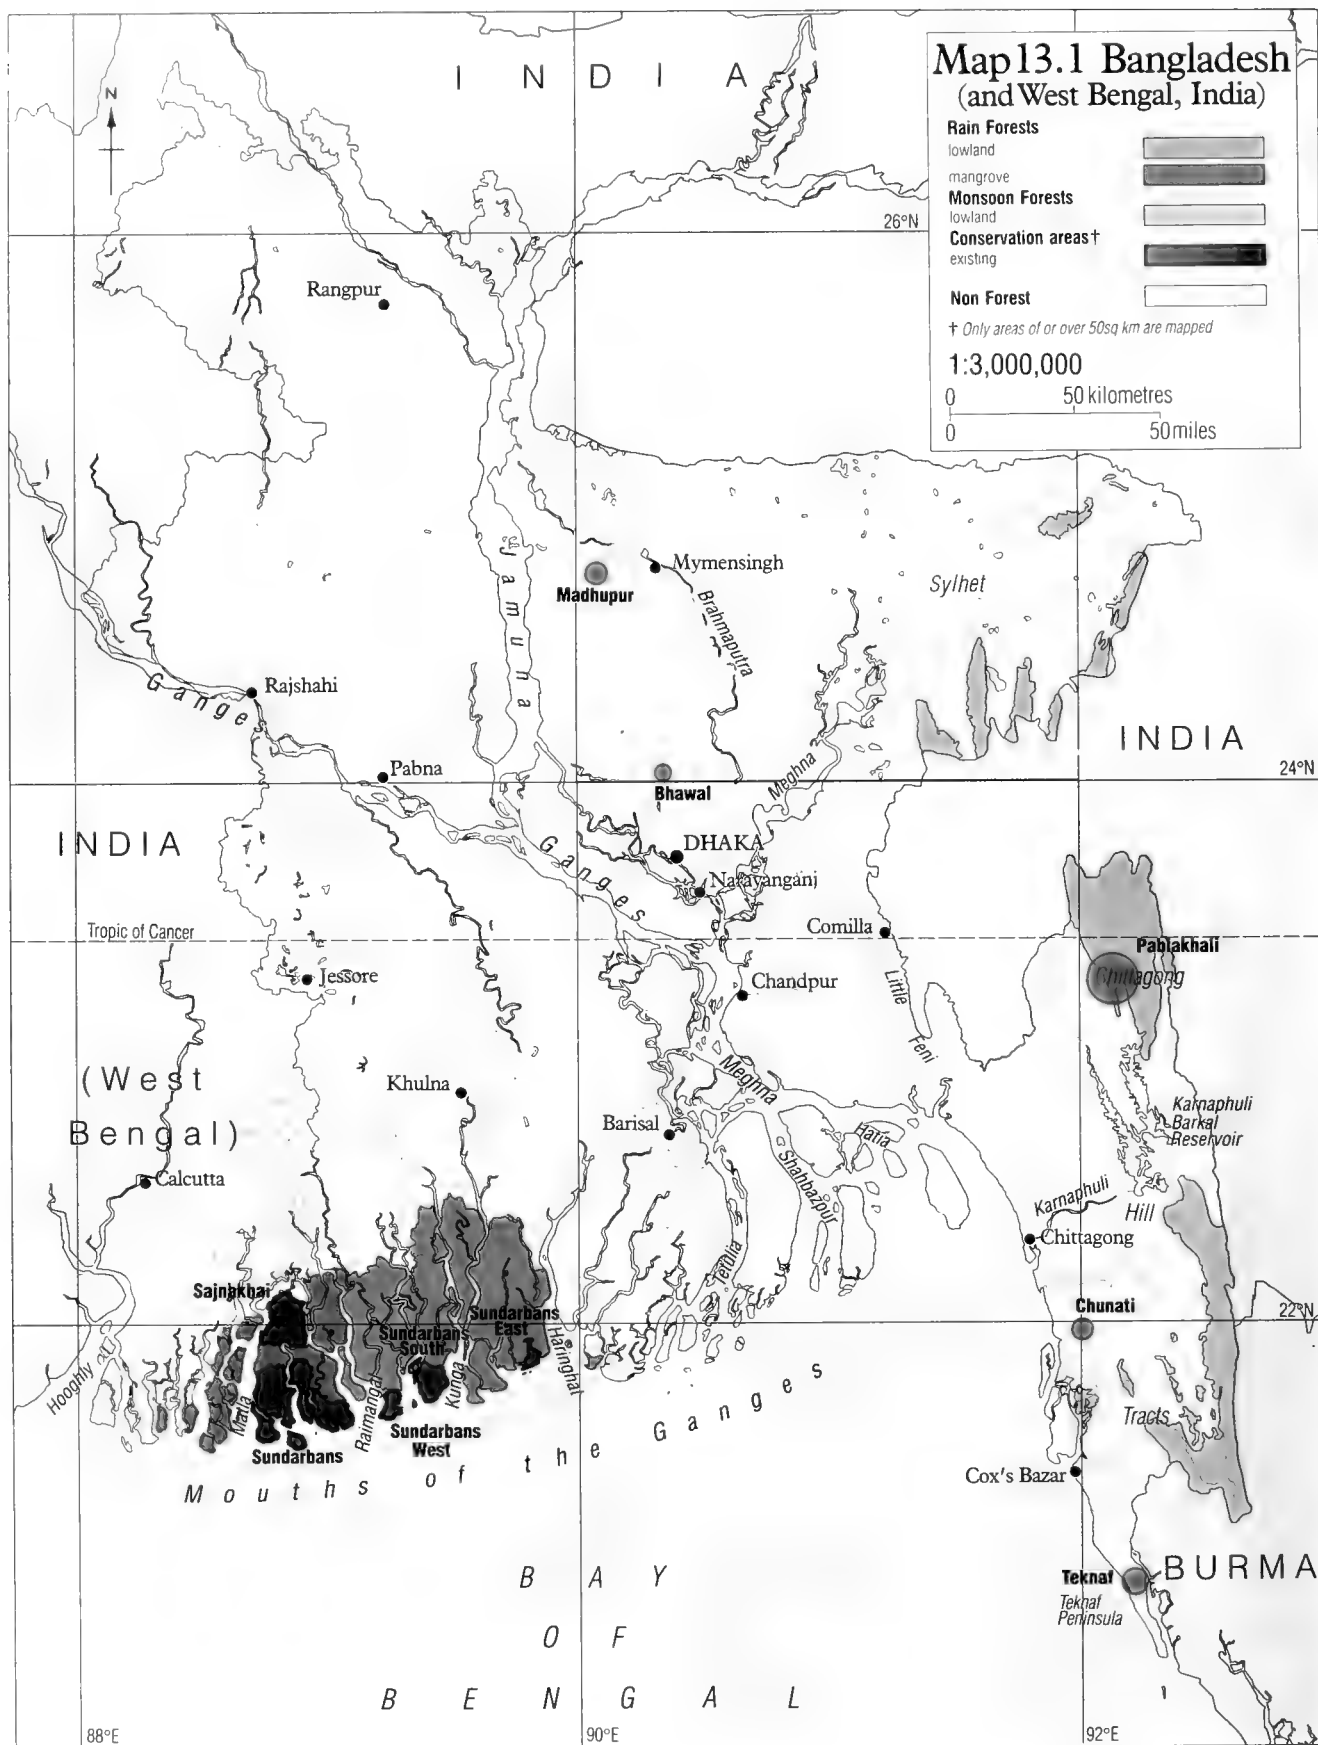 INDIA
Map 13.1 Bangladesh
(and West Bengal, India)
Rain Forests
lowland
mangrove
Monsoon Forests
lowland
Conservation areas†
existing
Non Forest
† Only areas of or over 50sq km are mapped
1:3,000,000
0 50 kilometres
0 50 miles
N
26°N
Rangpur
Jamuna
Mymensingh
Madhupur
Brahmaputra
Sylhet
Ganges
Rajshahi
INDIA
Pabna
Bhawal
Meghna
24°N
INDIA
Ganges
DHAKA
Narayanganj
Tropic of Cancer
Comilla
Pablakhali
Chittagong
Jessore
Chandpur
Little
Feni
(West
Bengal)
Khulna
Meghna
Barisal
Hatia
Shahbazpur
Karnaphuli
Barkal
Reservoir
Calcutta
Karnaphuli
Hill
Chittagong
Tetulia
Sajnakhai
Sundarbans
East
Sundarbans
South
Chunati
22°N
Haringhat
Hooghly
Matla
Raimangal
Kunga
Tracts
Sundarbans
Sundarbans
West
Mouths of the Ganges
Cox's Bazar
BAY
OF
BENGAL
Teknaf
Teknaf
Peninsula
BURMA
88°E
90°E
92°E